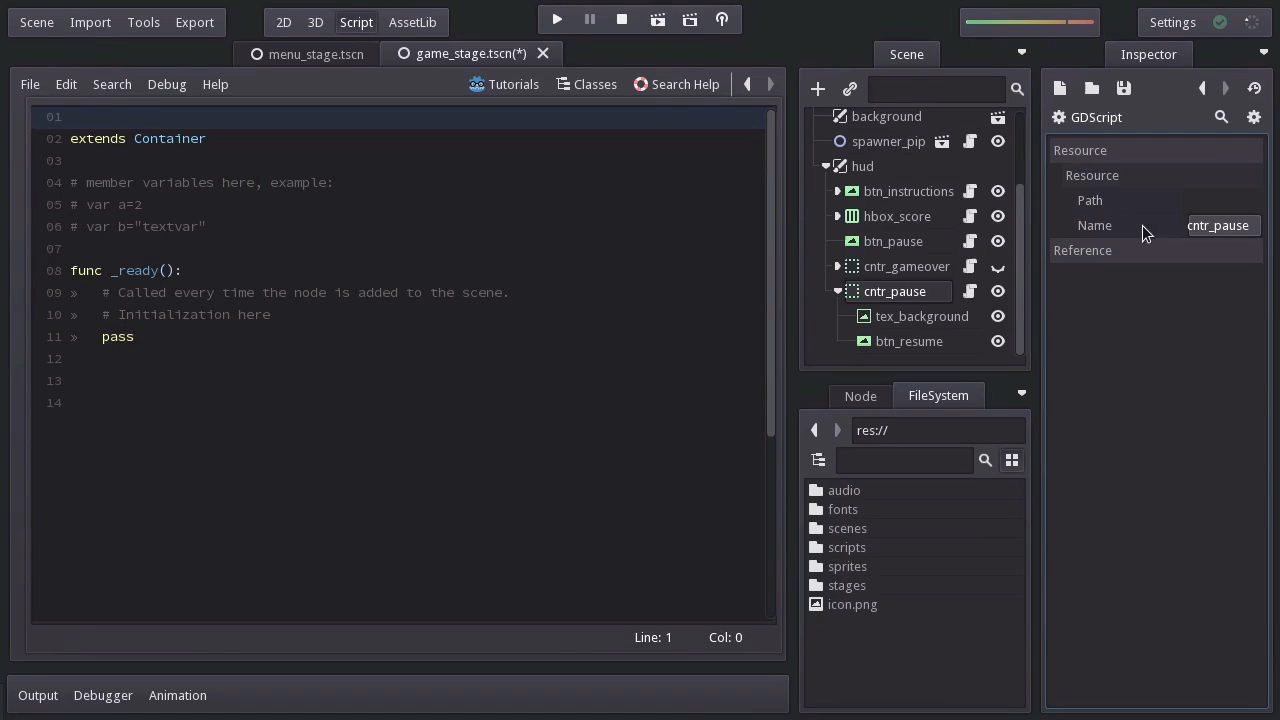 Scene Import Tools Export 2D 3D Script AssetLib Settings
menu_stage.tscn game_stage.tscn(*)
File Edit Search Debug Help Tutorials Classes Search Help
01
02 extends Container
03
04 # member variables here, example:
05 # var a=2
06 # var b="textvar"
07
08 func _ready():
09 » # Called every time the node is added to the scene.
10 » # Initialization here
11 » pass
12
13
14
Line: 1 Col: 0
Output Debugger Animation
Scene
background
spawner_pip
hud
btn_instructions
hbox_score
btn_pause
cntr_gameover
cntr_pause
tex_background
btn_resume
Node FileSystem
res://
audio
fonts
scenes
scripts
sprites
stages
icon.png
Inspector
GDScript
Resource
Resource
Path
Name cntr_pause
Reference